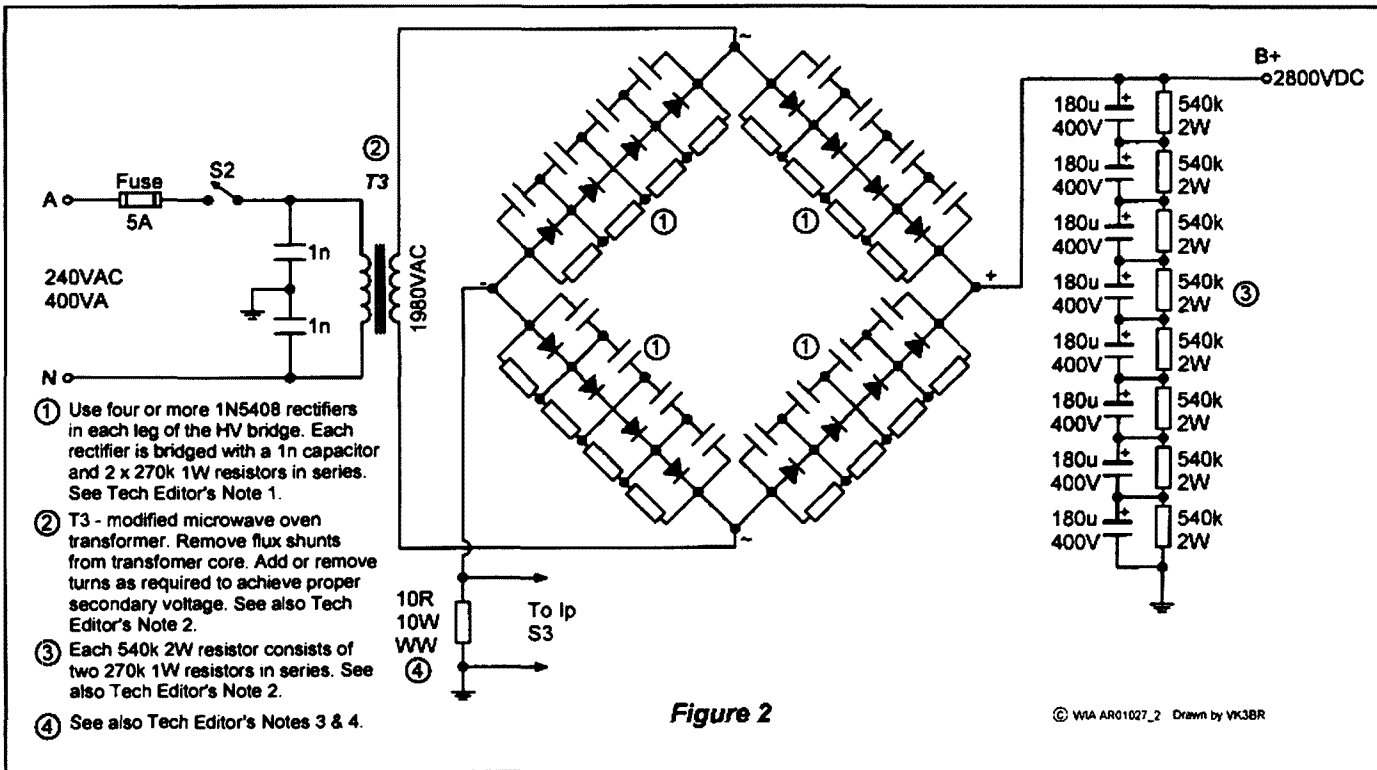 A
Fuse
5A
S2
240VAC
400VA
1n
1n
N
②
T3
1980VAC
~
①
①
-
+
①
①
~
B+
2800VDC
180u
400V
+
540k
2W
180u
400V
+
540k
2W
180u
400V
+
540k
2W
180u
400V
+
540k
2W
③
180u
400V
+
540k
2W
180u
400V
+
540k
2W
180u
400V
+
540k
2W
180u
400V
+
540k
2W
① Use four or more 1N5408 rectifiers
in each leg of the HV bridge. Each
rectifier is bridged with a 1n capacitor
and 2 x 270k 1W resistors in series.
See Tech Editor's Note 1.
② T3 - modified microwave oven
transformer. Remove flux shunts
from transfomer core. Add or remove
turns as required to achieve proper
secondary voltage. See also Tech
Editor's Note 2.
③ Each 540k 2W resistor consists of
two 270k 1W resistors in series. See
also Tech Editor's Note 2.
④ See also Tech Editor's Notes 3 & 4.
10R
10W
WW
④
To Ip
S3
Figure 2
© WIA AR01027_2 Drawn by VK3BR